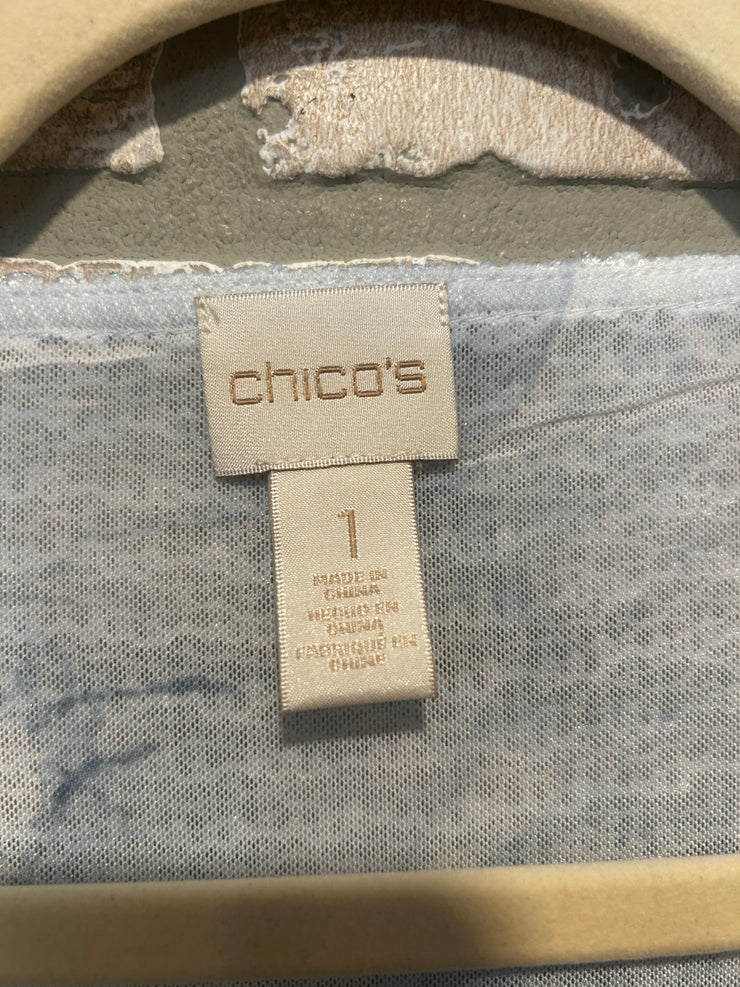 chico's
1
MADE IN
CHINA
HECHO EN
CHINA
FABRIQUÉ EN
CHINE